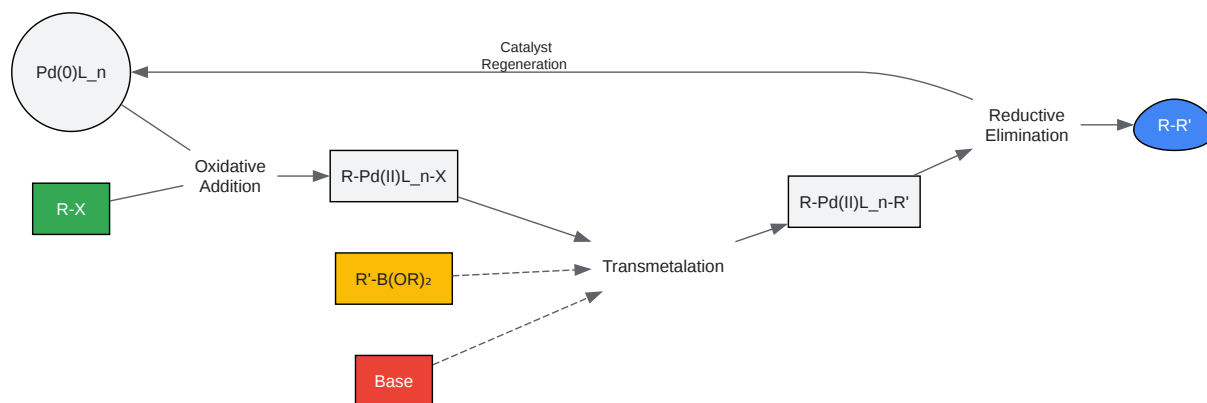 Catalyst
Regeneration
Pd(0)L_n
Reductive
Elimination
R-R'
Oxidative
Addition
R-Pd(II)L_n-X
R-Pd(II)L_n-R'
R-X
R'-B(OR)₂
Transmetalation
Base